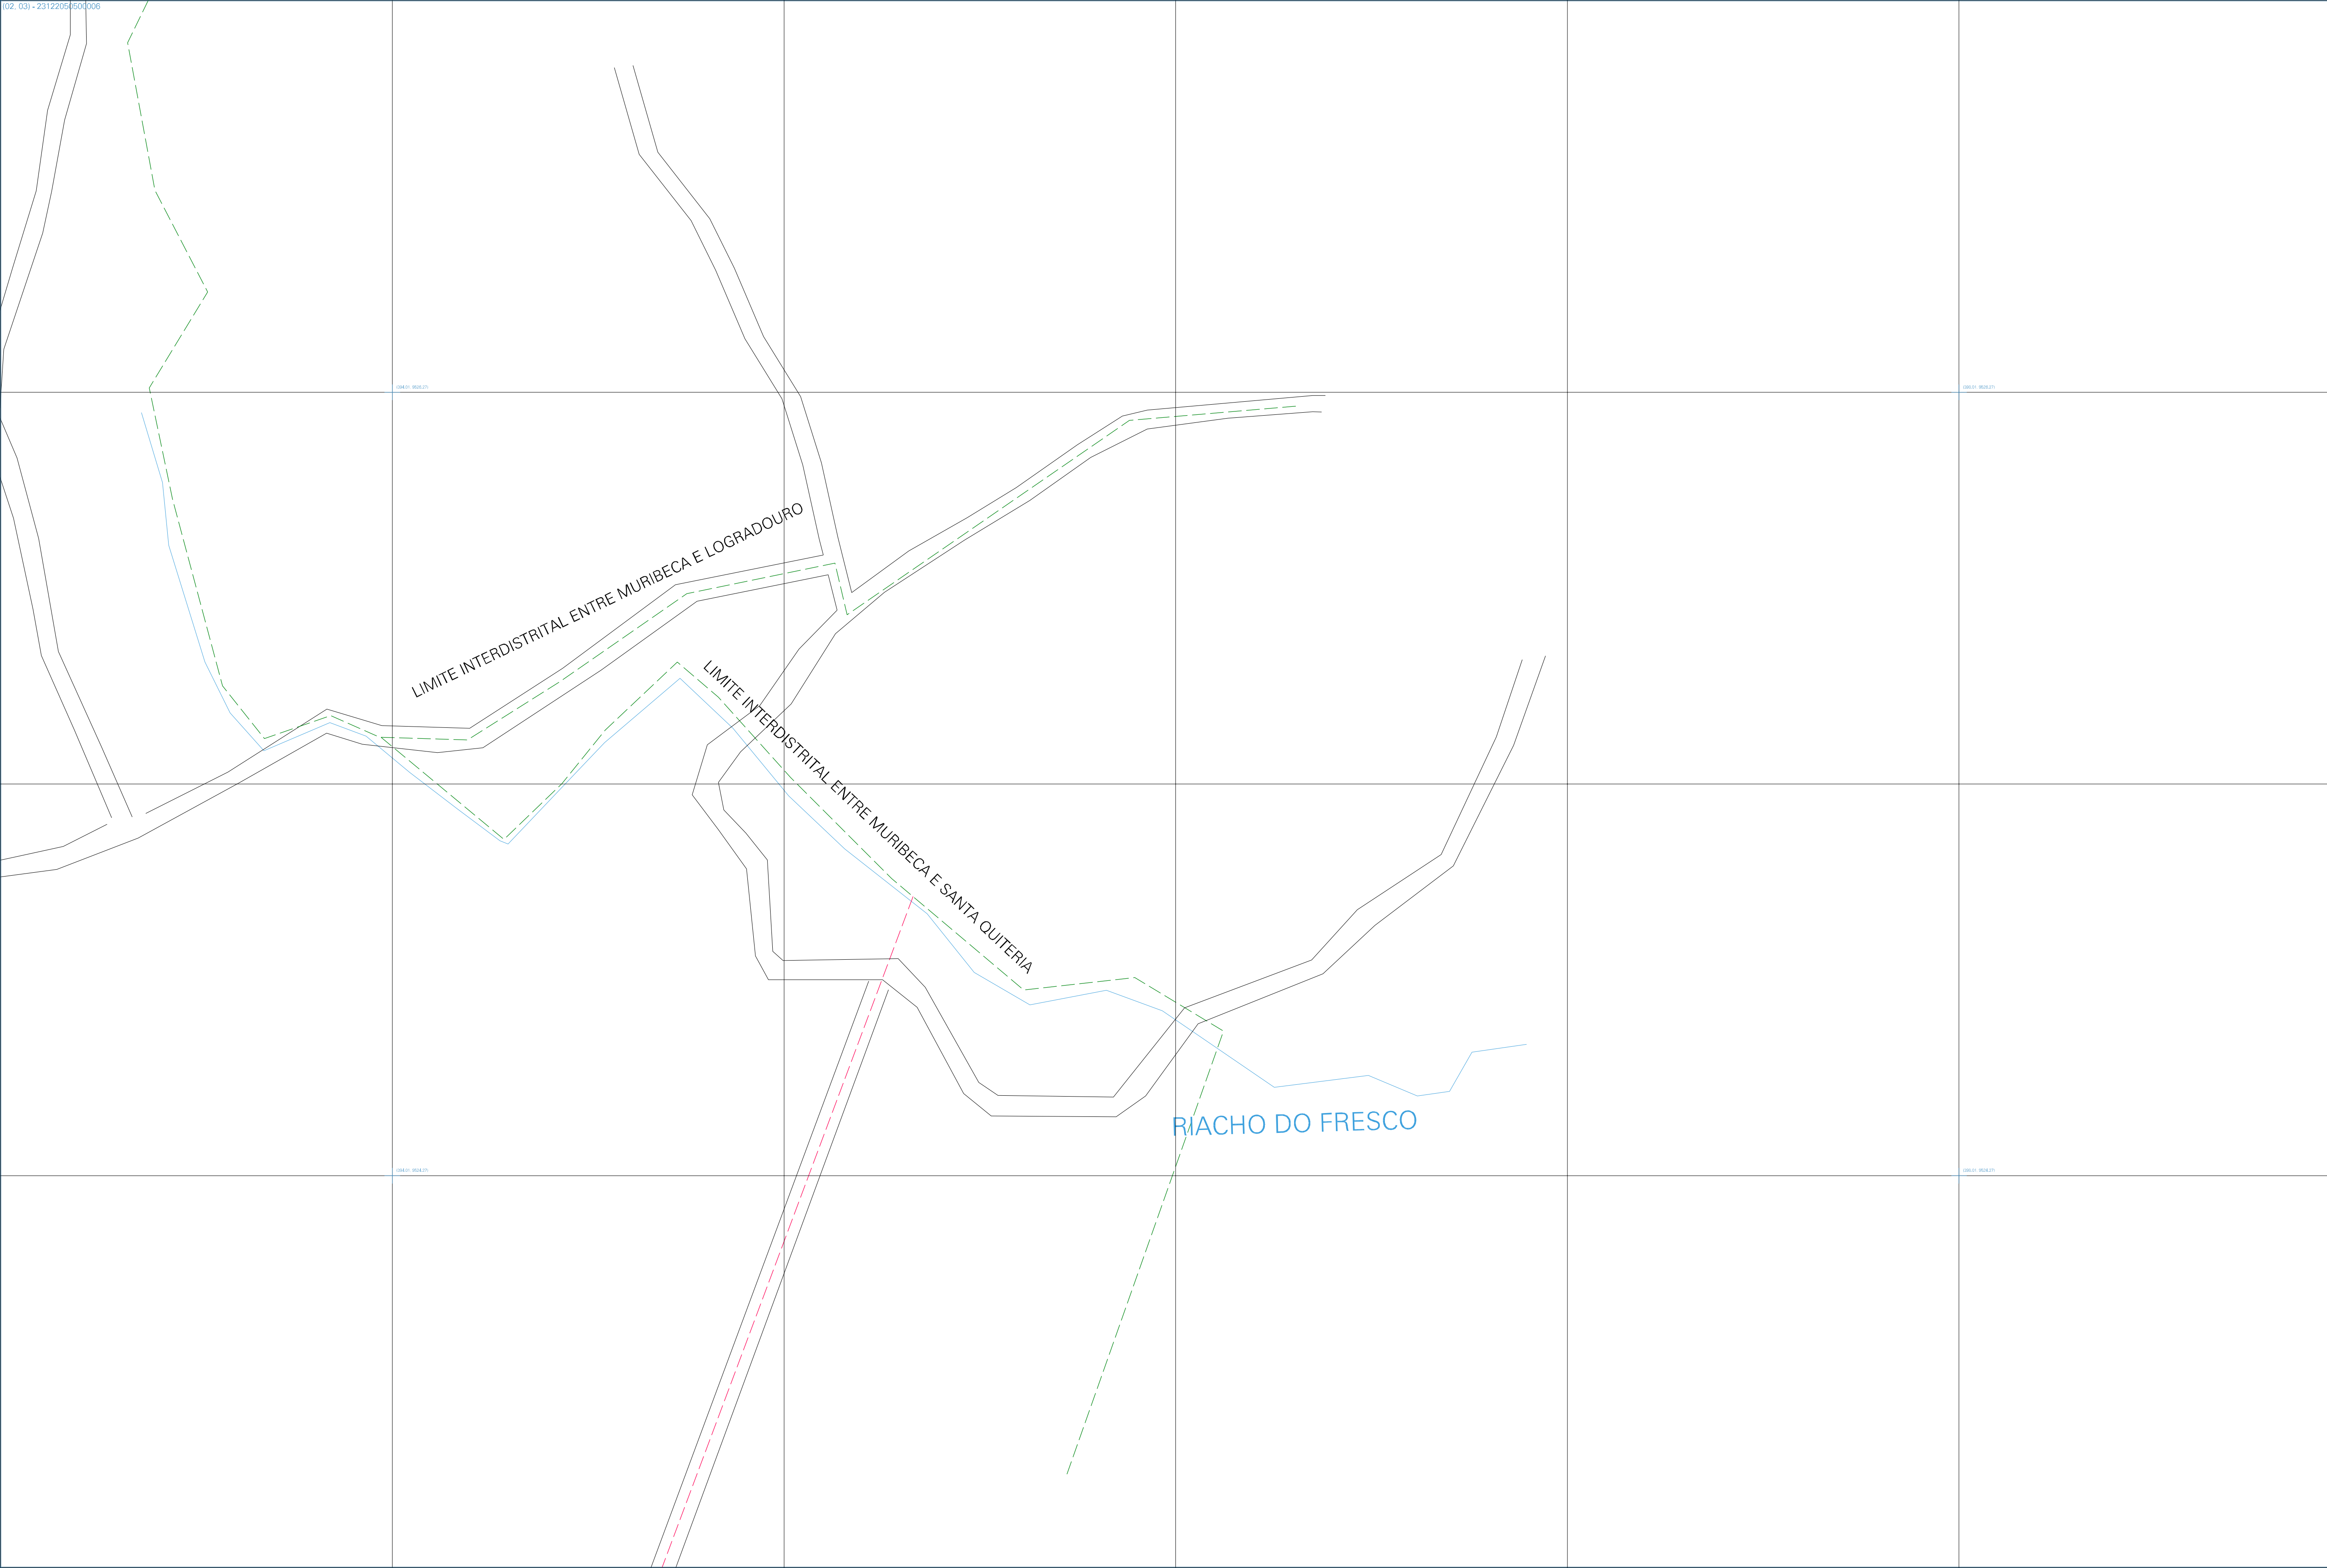 (02, 03) - 23122050500006
LIMITE INTERDISTRITAL ENTRE MURIBECA E LOGRADOURO
LIMITE INTERDISTRITAL ENTRE MURIBECA E SANTA QUITERIA
RIACHO DO FRESCO